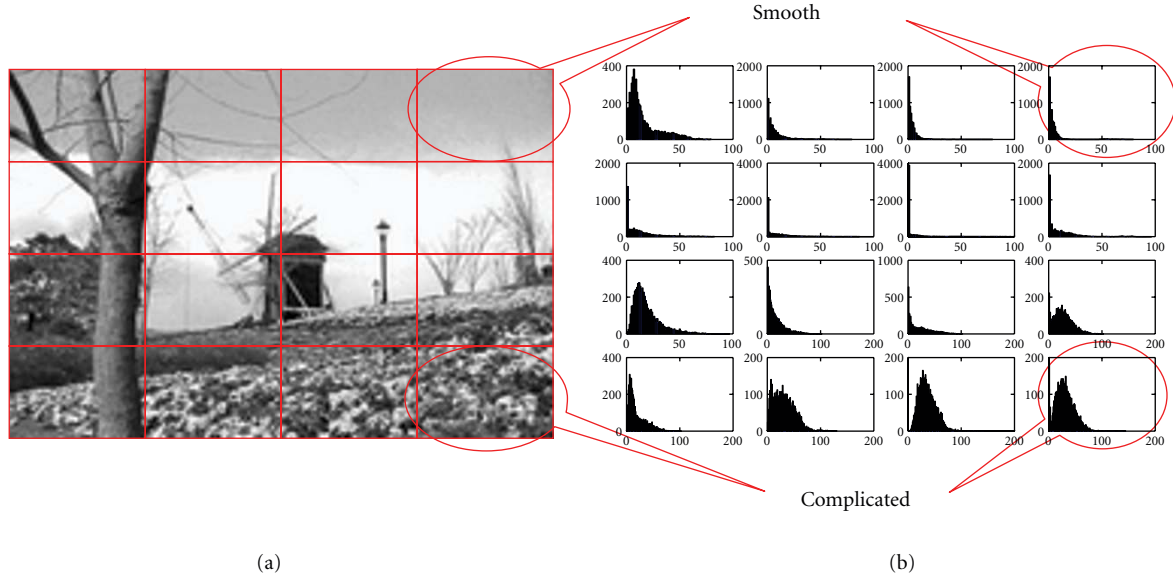 Smooth
400 2000 2000 2000
200 1000 1000 1000
0 0 0 0
0 50 100 0 50 100 0 50 100 0 50 100
2000 4000 4000 2000
1000 2000 2000 1000
0 0 0 0
0 50 100 0 50 100 0 50 100 0 50 100
400 500 1000 400
200 500 200
0 0 0 0
0 50 100 0 100 200 0 100 200 0 100 200
400 200 200 200
200 100 100 100
0 0 0 0
0 100 200 0 100 200 0 100 200 0 100 200
Complicated
(a) (b)